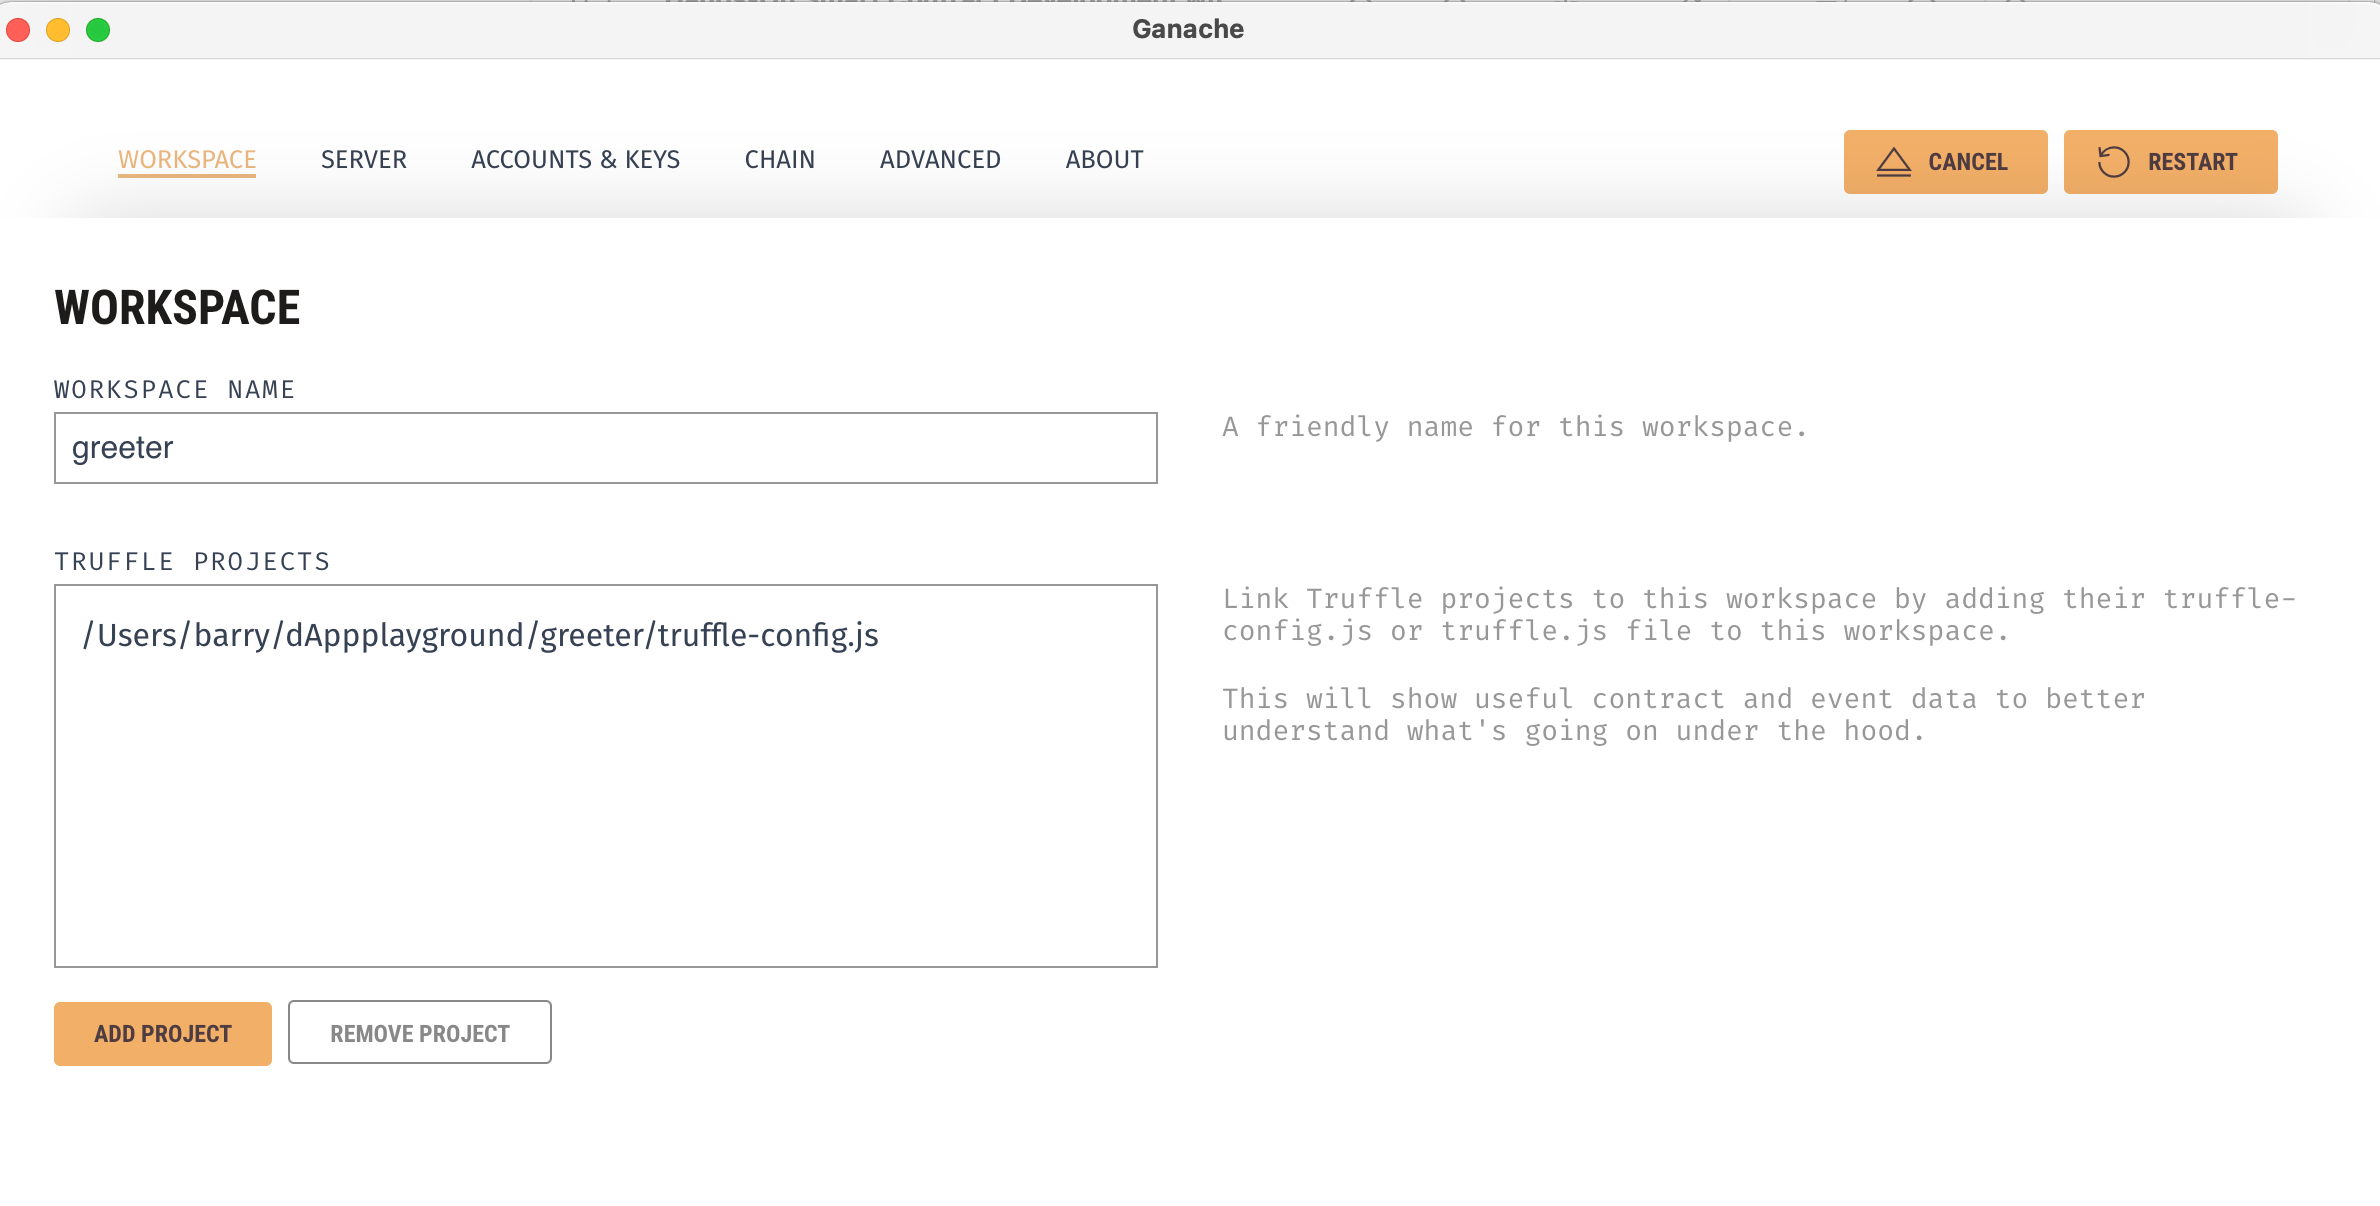 Ganache
WORKSPACE
SERVER
ACCOUNTS & KEYS
CHAIN
ADVANCED
ABOUT
CANCEL
RESTART
WORKSPACE
WORKSPACE NAME
greeter
A friendly name for this workspace.
TRUFFLE PROJECTS
/Users/barry/dAppplayground/greeter/truffle-config.js
Link Truffle projects to this workspace by adding their truffle-
config.js or truffle.js file to this workspace.
This will show useful contract and event data to better
understand what's going on under the hood.
ADD PROJECT
REMOVE PROJECT